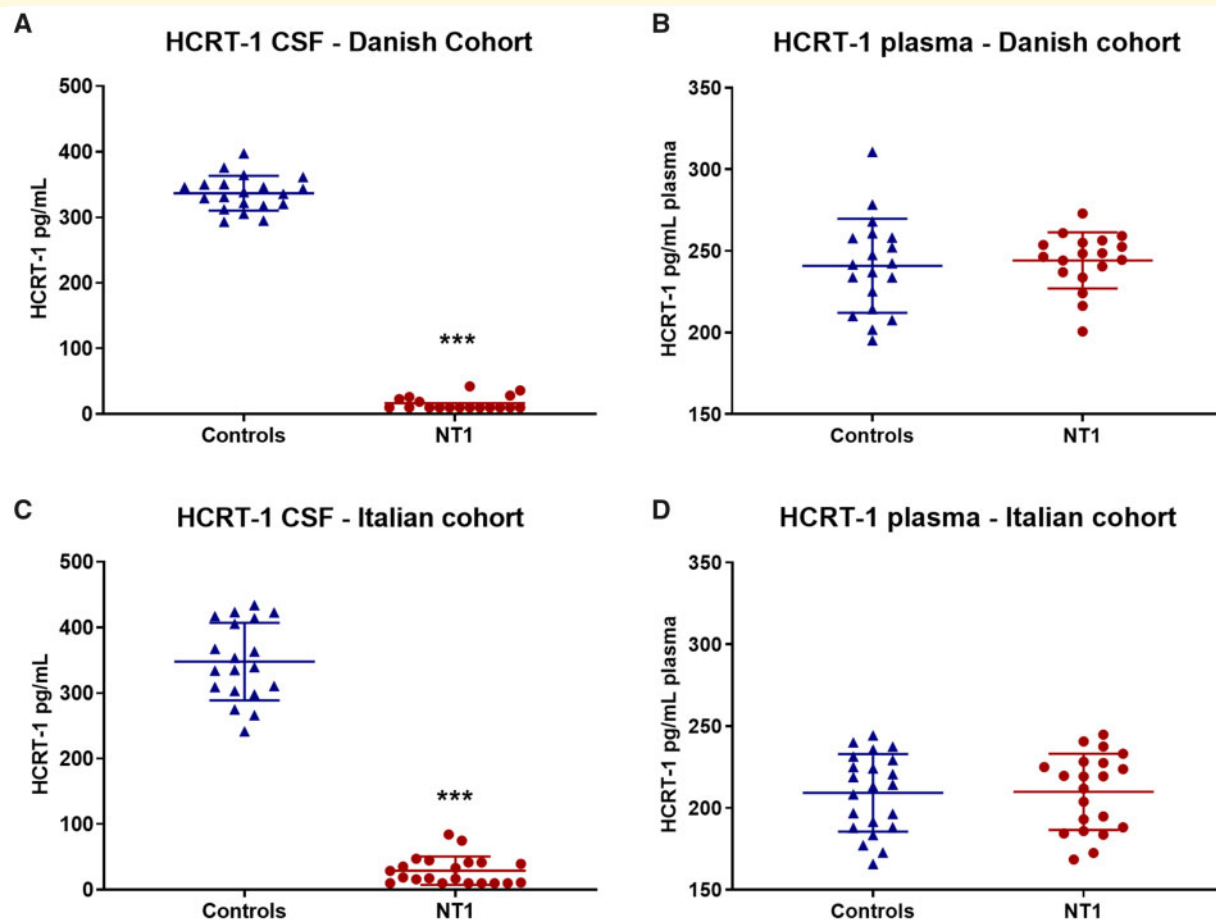 A
HCRT-1 CSF - Danish Cohort
HCRT-1 pg/mL
500
400
300
200
100
0
***
Controls NT1
B
HCRT-1 plasma - Danish cohort
HCRT-1 pg/mL plasma
350
300
250
200
150
Controls NT1
C
HCRT-1 CSF - Italian cohort
HCRT-1 pg/mL
500
400
300
200
100
0
***
Controls NT1
D
HCRT-1 plasma - Italian cohort
HCRT-1 pg/mL plasma
350
300
250
200
150
Controls NT1